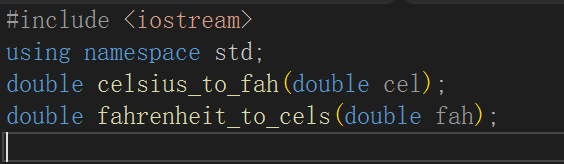 #include <iostream>
using namespace std;
double celsius_to_fah(double cel);
double fahrenheit_to_cels(double fah);